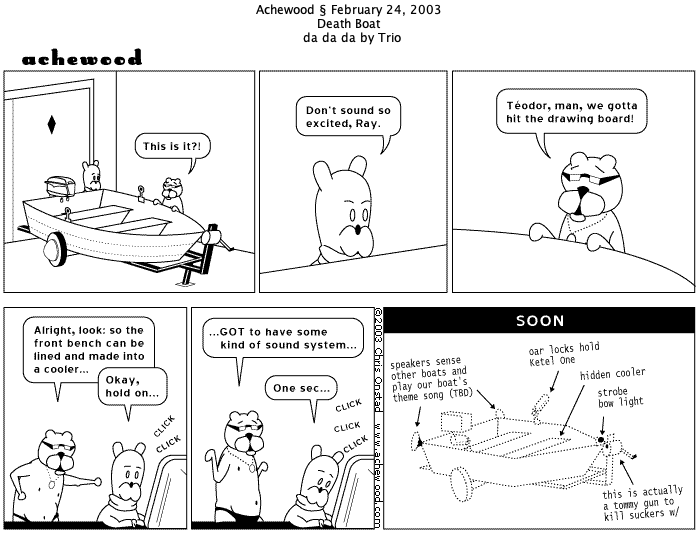 Achewood § February 24, 2003
Death Boat
da da da by Trio
achewood
This is it?!
Don't sound so
excited, Ray.
Téodor, man, we gotta
hit the drawing board!
Alright, look: so the
front bench can be
lined and made into
a cooler...
Okay,
hold on...
CLICK
CLICK
...GOT to have some
kind of sound system...
One sec...
CLICK
CLICK
CLICK
©2003 Chris Onstad www.achewood.com
SOON
speakers sense
other boats and
play our boat's
theme song (TBD)
oar locks hold
Ketel One
hidden cooler
strobe
bow light
this is actually
a tommy gun to
kill suckers w/